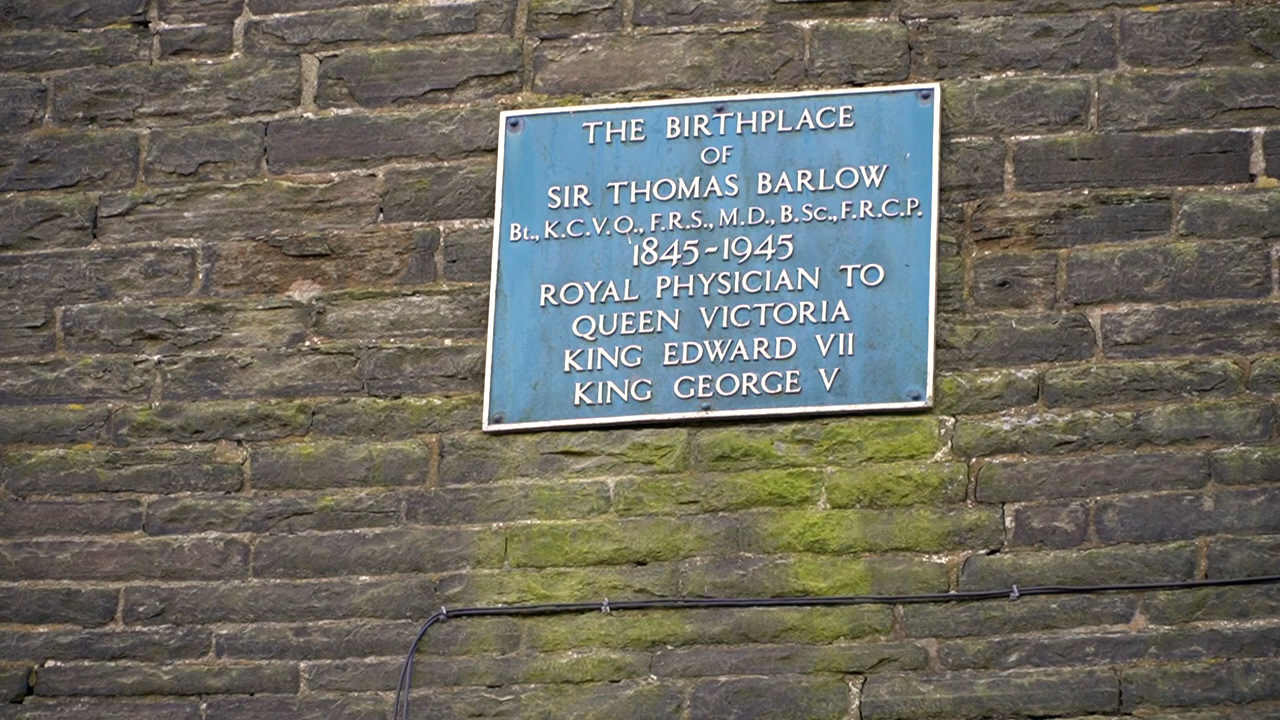 THE BIRTHPLACE
OF
SIR THOMAS BARLOW
Bt., K.C.V.O., F.R.S., M.D., B.Sc., F.R.C.P.
1845-1945
ROYAL PHYSICIAN TO
QUEEN VICTORIA
KING EDWARD VII
KING GEORGE V